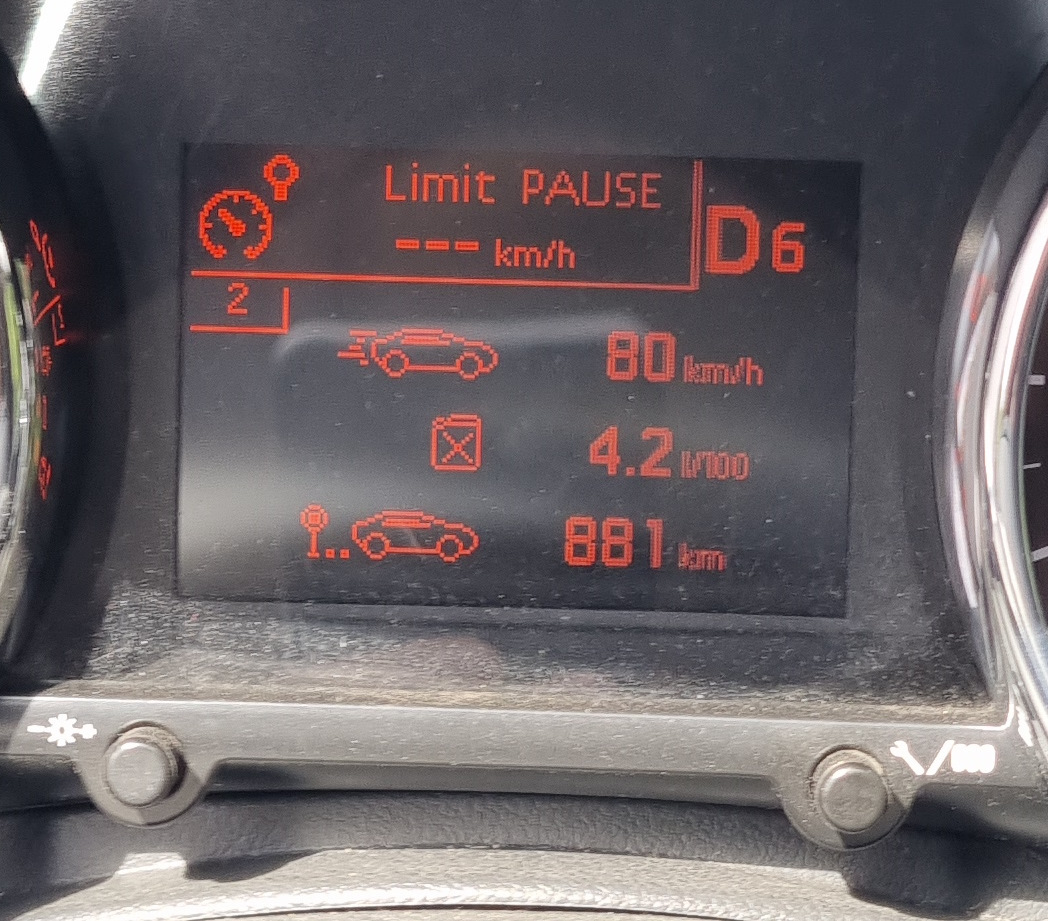 Limit PAUSE
--- km/h
D6
2
80 km/h
4.2 l/100
881 km